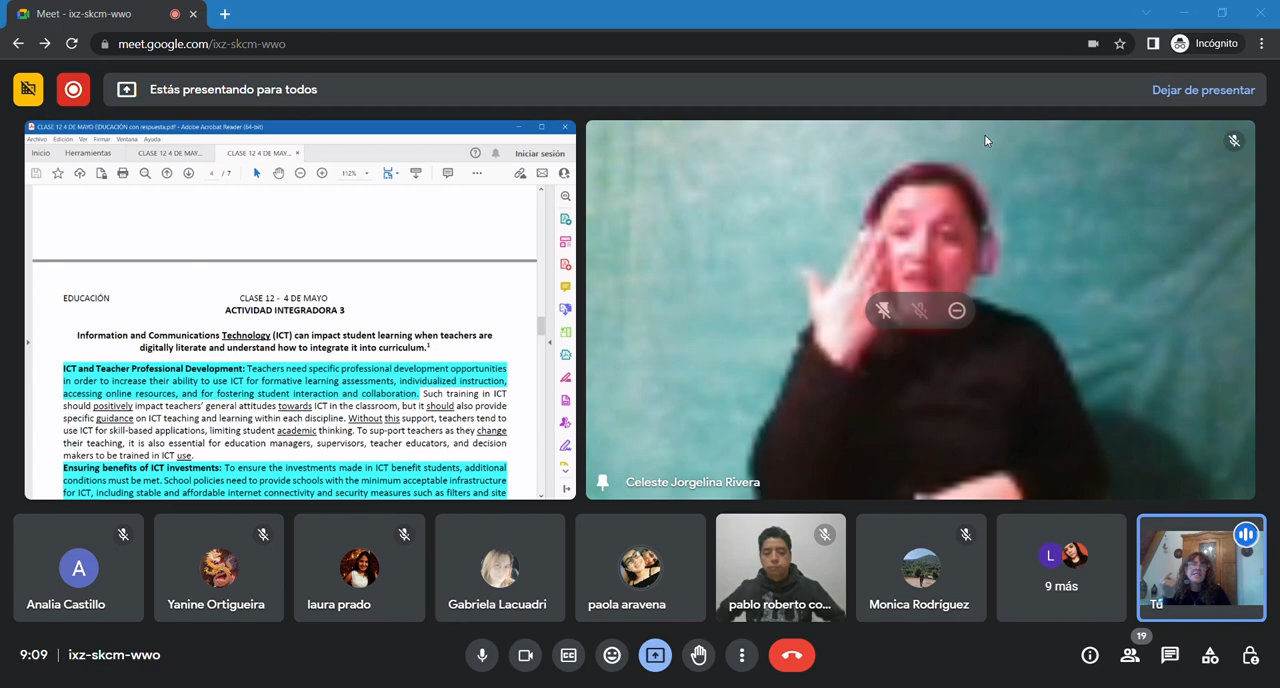 Meet - ixz-skcm-wwo
meet.google.com/ixz-skcm-wwo
Incógnito
Estás presentando para todos
Dejar de presentar
CLASE 12 4 DE MAYO EDUCACIÓN con respuesta.pdf - Adobe Acrobat Reader (64-bit)
Archivo Edición Ver Firmar Ventana Ayuda
Inicio Herramientas CLASE 12 4 DE MAY... CLASE 12 4 DE MAY... × Iniciar sesión
4 / 7 112%
EDUCACIÓN CLASE 12 - 4 DE MAYO
ACTIVIDAD INTEGRADORA 3
Information and Communications Technology (ICT) can impact student learning when teachers are
digitally literate and understand how to integrate it into curriculum.¹
ICT and Teacher Professional Development: Teachers need specific professional development opportunities
in order to increase their ability to use ICT for formative learning assessments, individualized instruction,
accessing online resources, and for fostering student interaction and collaboration. Such training in ICT
should positively impact teachers' general attitudes towards ICT in the classroom, but it should also provide
specific guidance on ICT teaching and learning within each discipline. Without this support, teachers tend to
use ICT for skill-based applications, limiting student academic thinking. To sup-port teachers as they change
their teaching, it is also essential for education managers, supervisors, teacher educators, and decision
makers to be trained in ICT use.
Ensuring benefits of ICT investments: To ensure the investments made in ICT benefit students, additional
conditions must be met. School policies need to provide schools with the minimum acceptable infrastructure
for ICT, including stable and affordable internet connectivity and security measures such as filters and site
Celeste Jorgelina Rivera
A
Analia Castillo
Yanine Ortigueira
laura prado
Gabriela Lacuadri
paola aravena
pablo roberto co...
Monica Rodríguez
L
9 más
Tú
9:09 | ixz-skcm-wwo
19